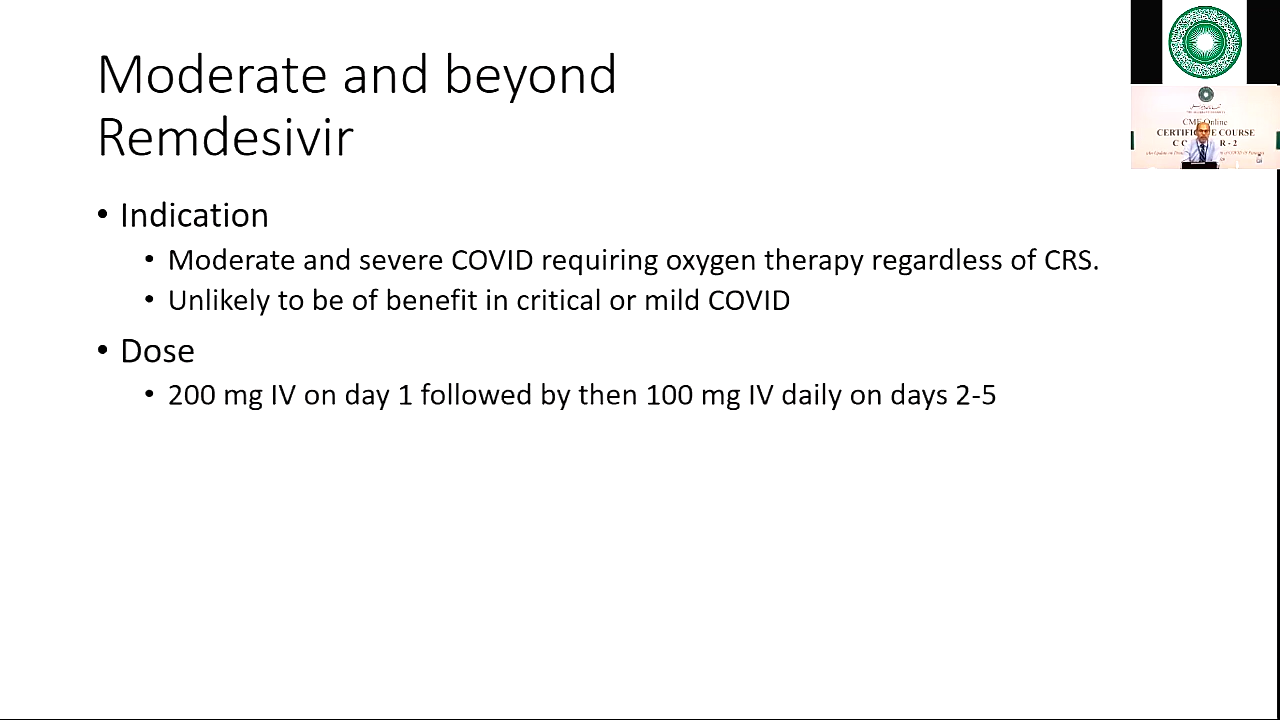 Moderate and beyond
Remdesivir
• Indication
• Moderate and severe COVID requiring oxygen therapy regardless of CRS.
• Unlikely to be of benefit in critical or mild COVID
• Dose
• 200 mg IV on day 1 followed by then 100 mg IV daily on days 2-5
Online
COURSE